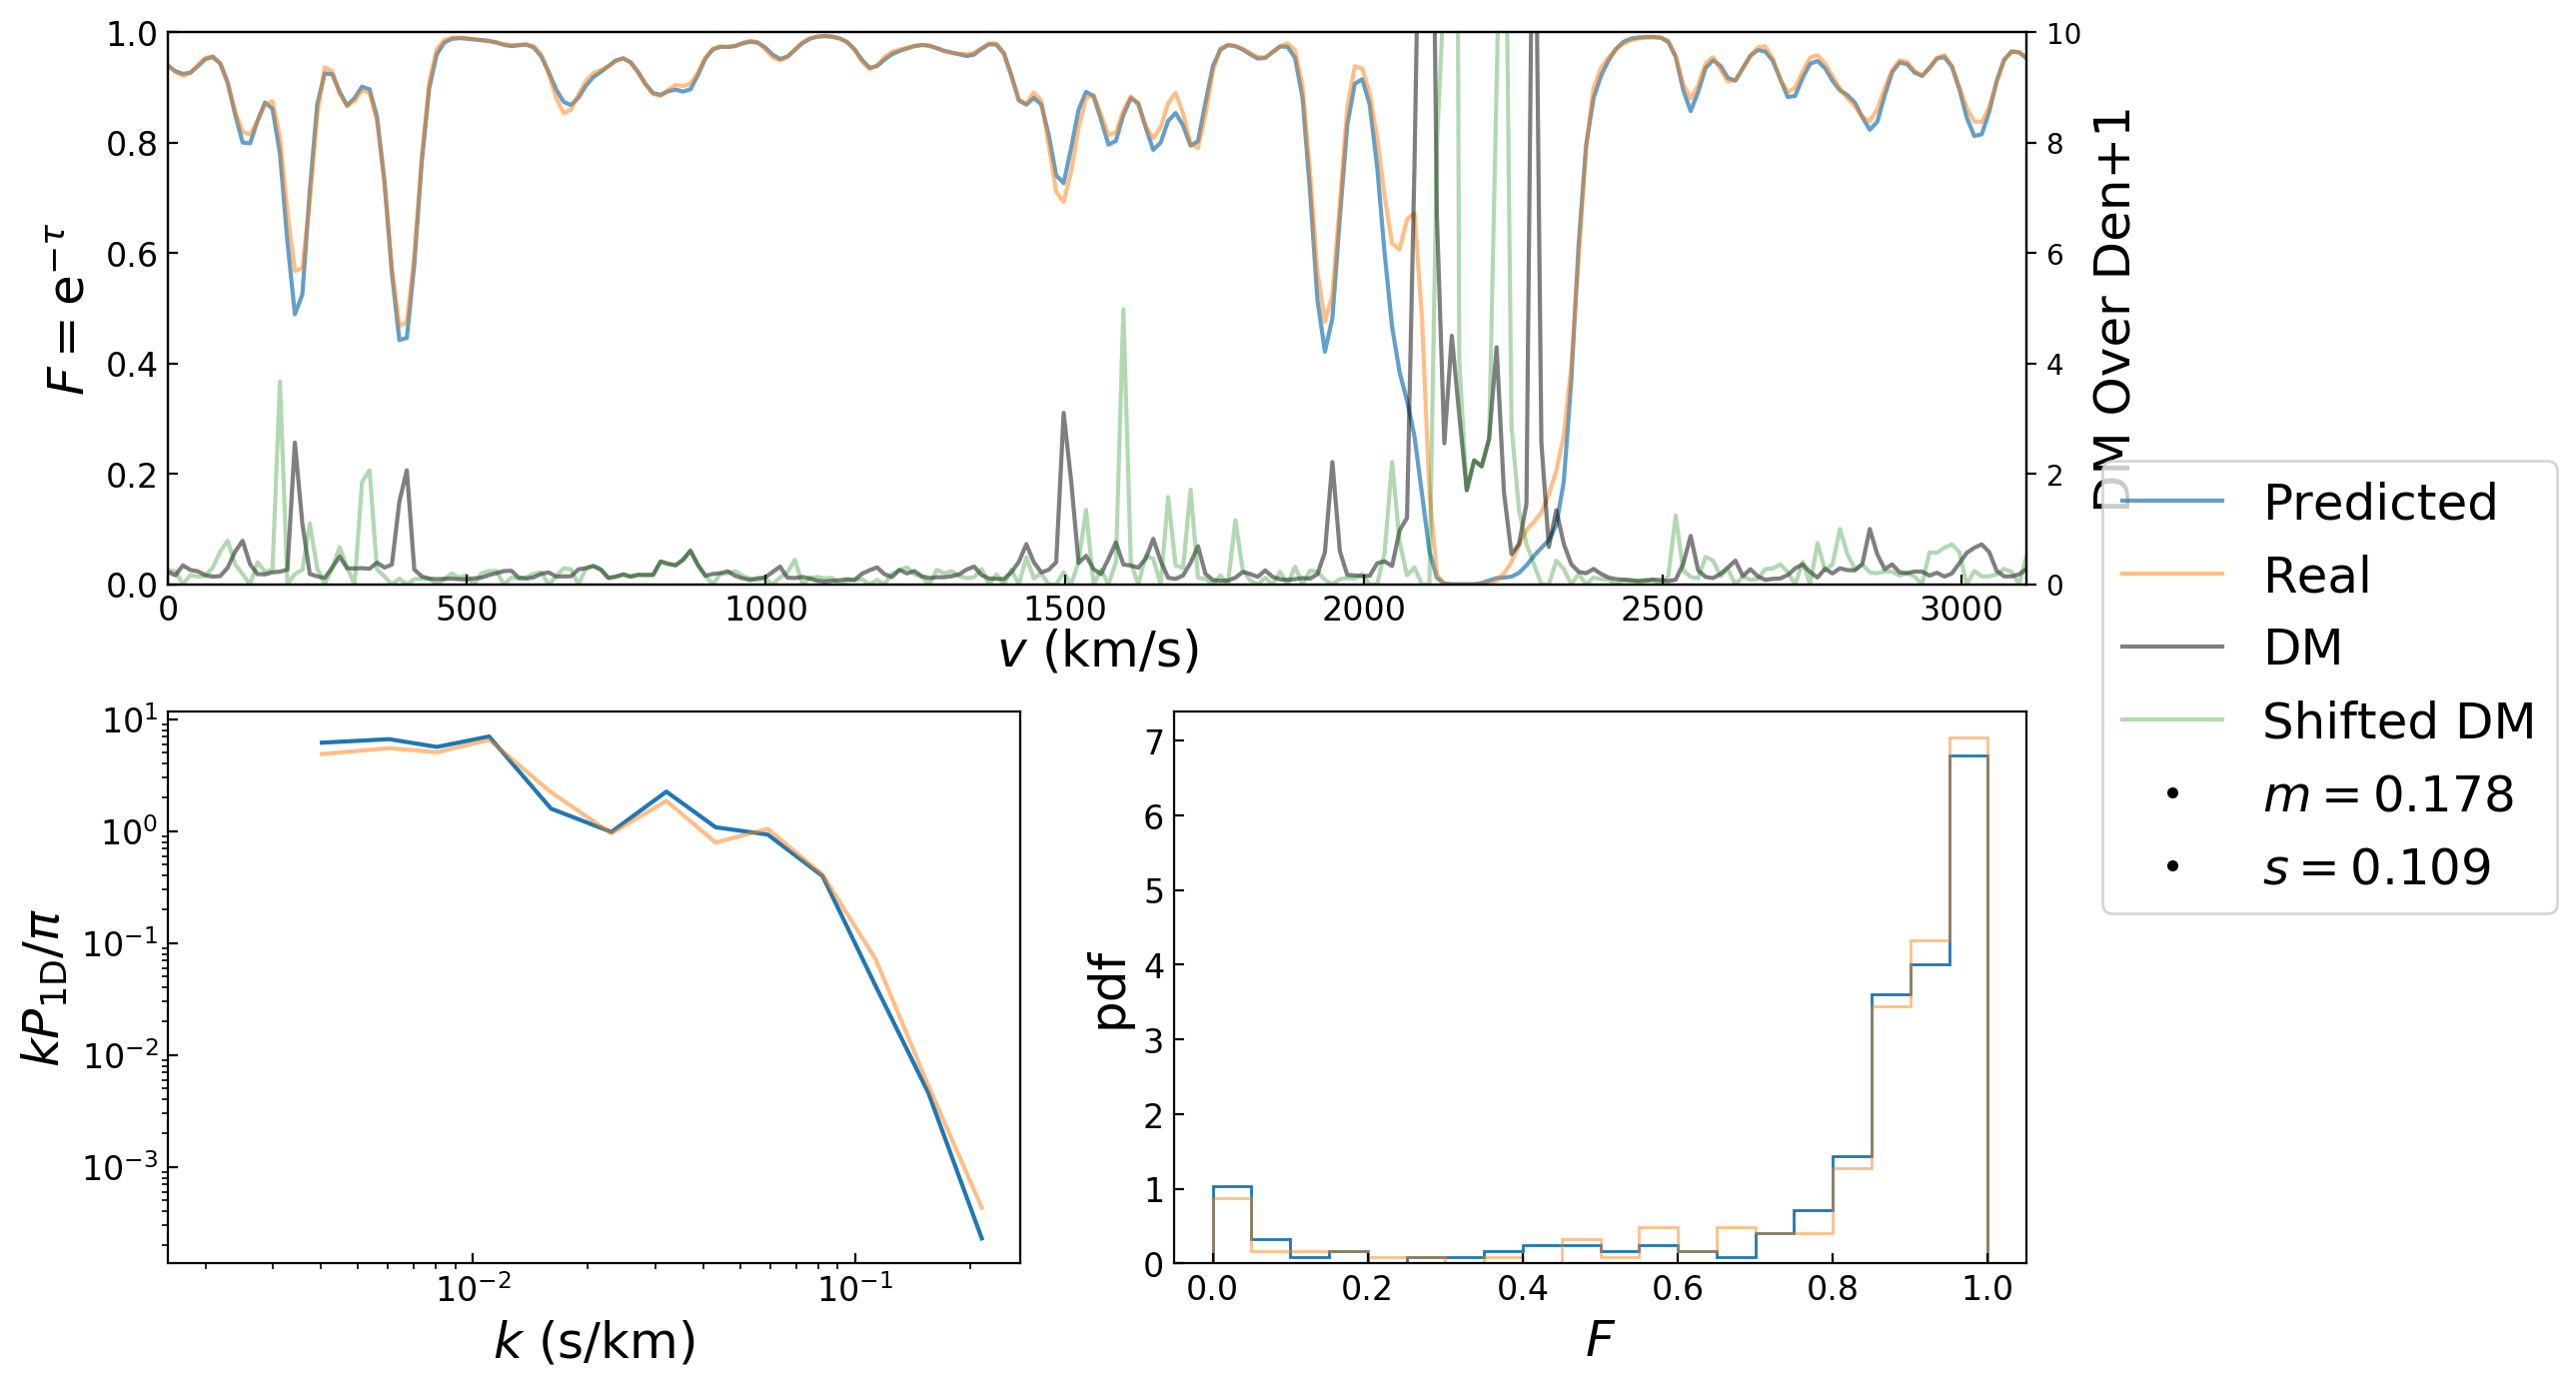 1.0
0.8
0.6
0.4
0.2
0.0
F = e^{−τ}
10
8
6
4
2
0
DM Over Den+1
0 500 1000 1500 2000 2500 3000
v (km/s)
Predicted
Real
DM
Shifted DM
m = 0.178
s = 0.109
10^1
10^0
10^{−1}
10^{−2}
10^{−3}
kP_{1D}/π
10^{−2} 10^{−1}
k (s/km)
7
6
5
4
3
2
1
0
pdf
0.0 0.2 0.4 0.6 0.8 1.0
F